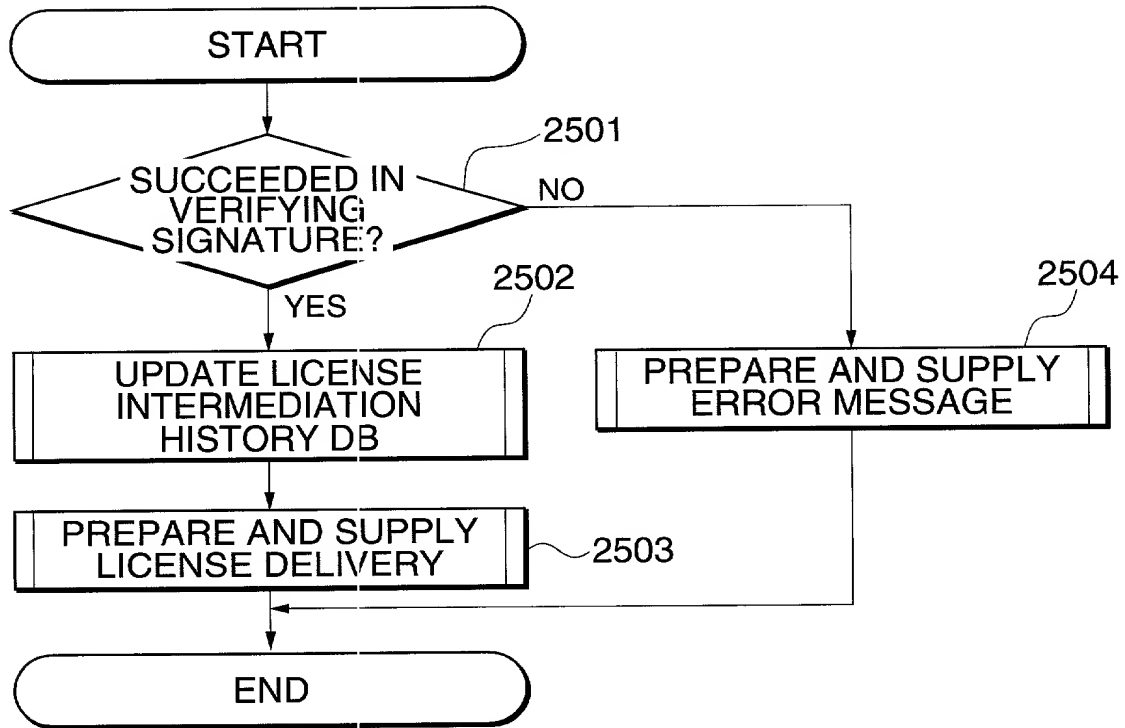 START
2501
SUCCEEDED IN
VERIFYING
SIGNATURE?
NO
YES
2502
UPDATE LICENSE
INTERMEDIATION
HISTORY DB
2504
PREPARE AND SUPPLY
ERROR MESSAGE
PREPARE AND SUPPLY
LICENSE DELIVERY
2503
END